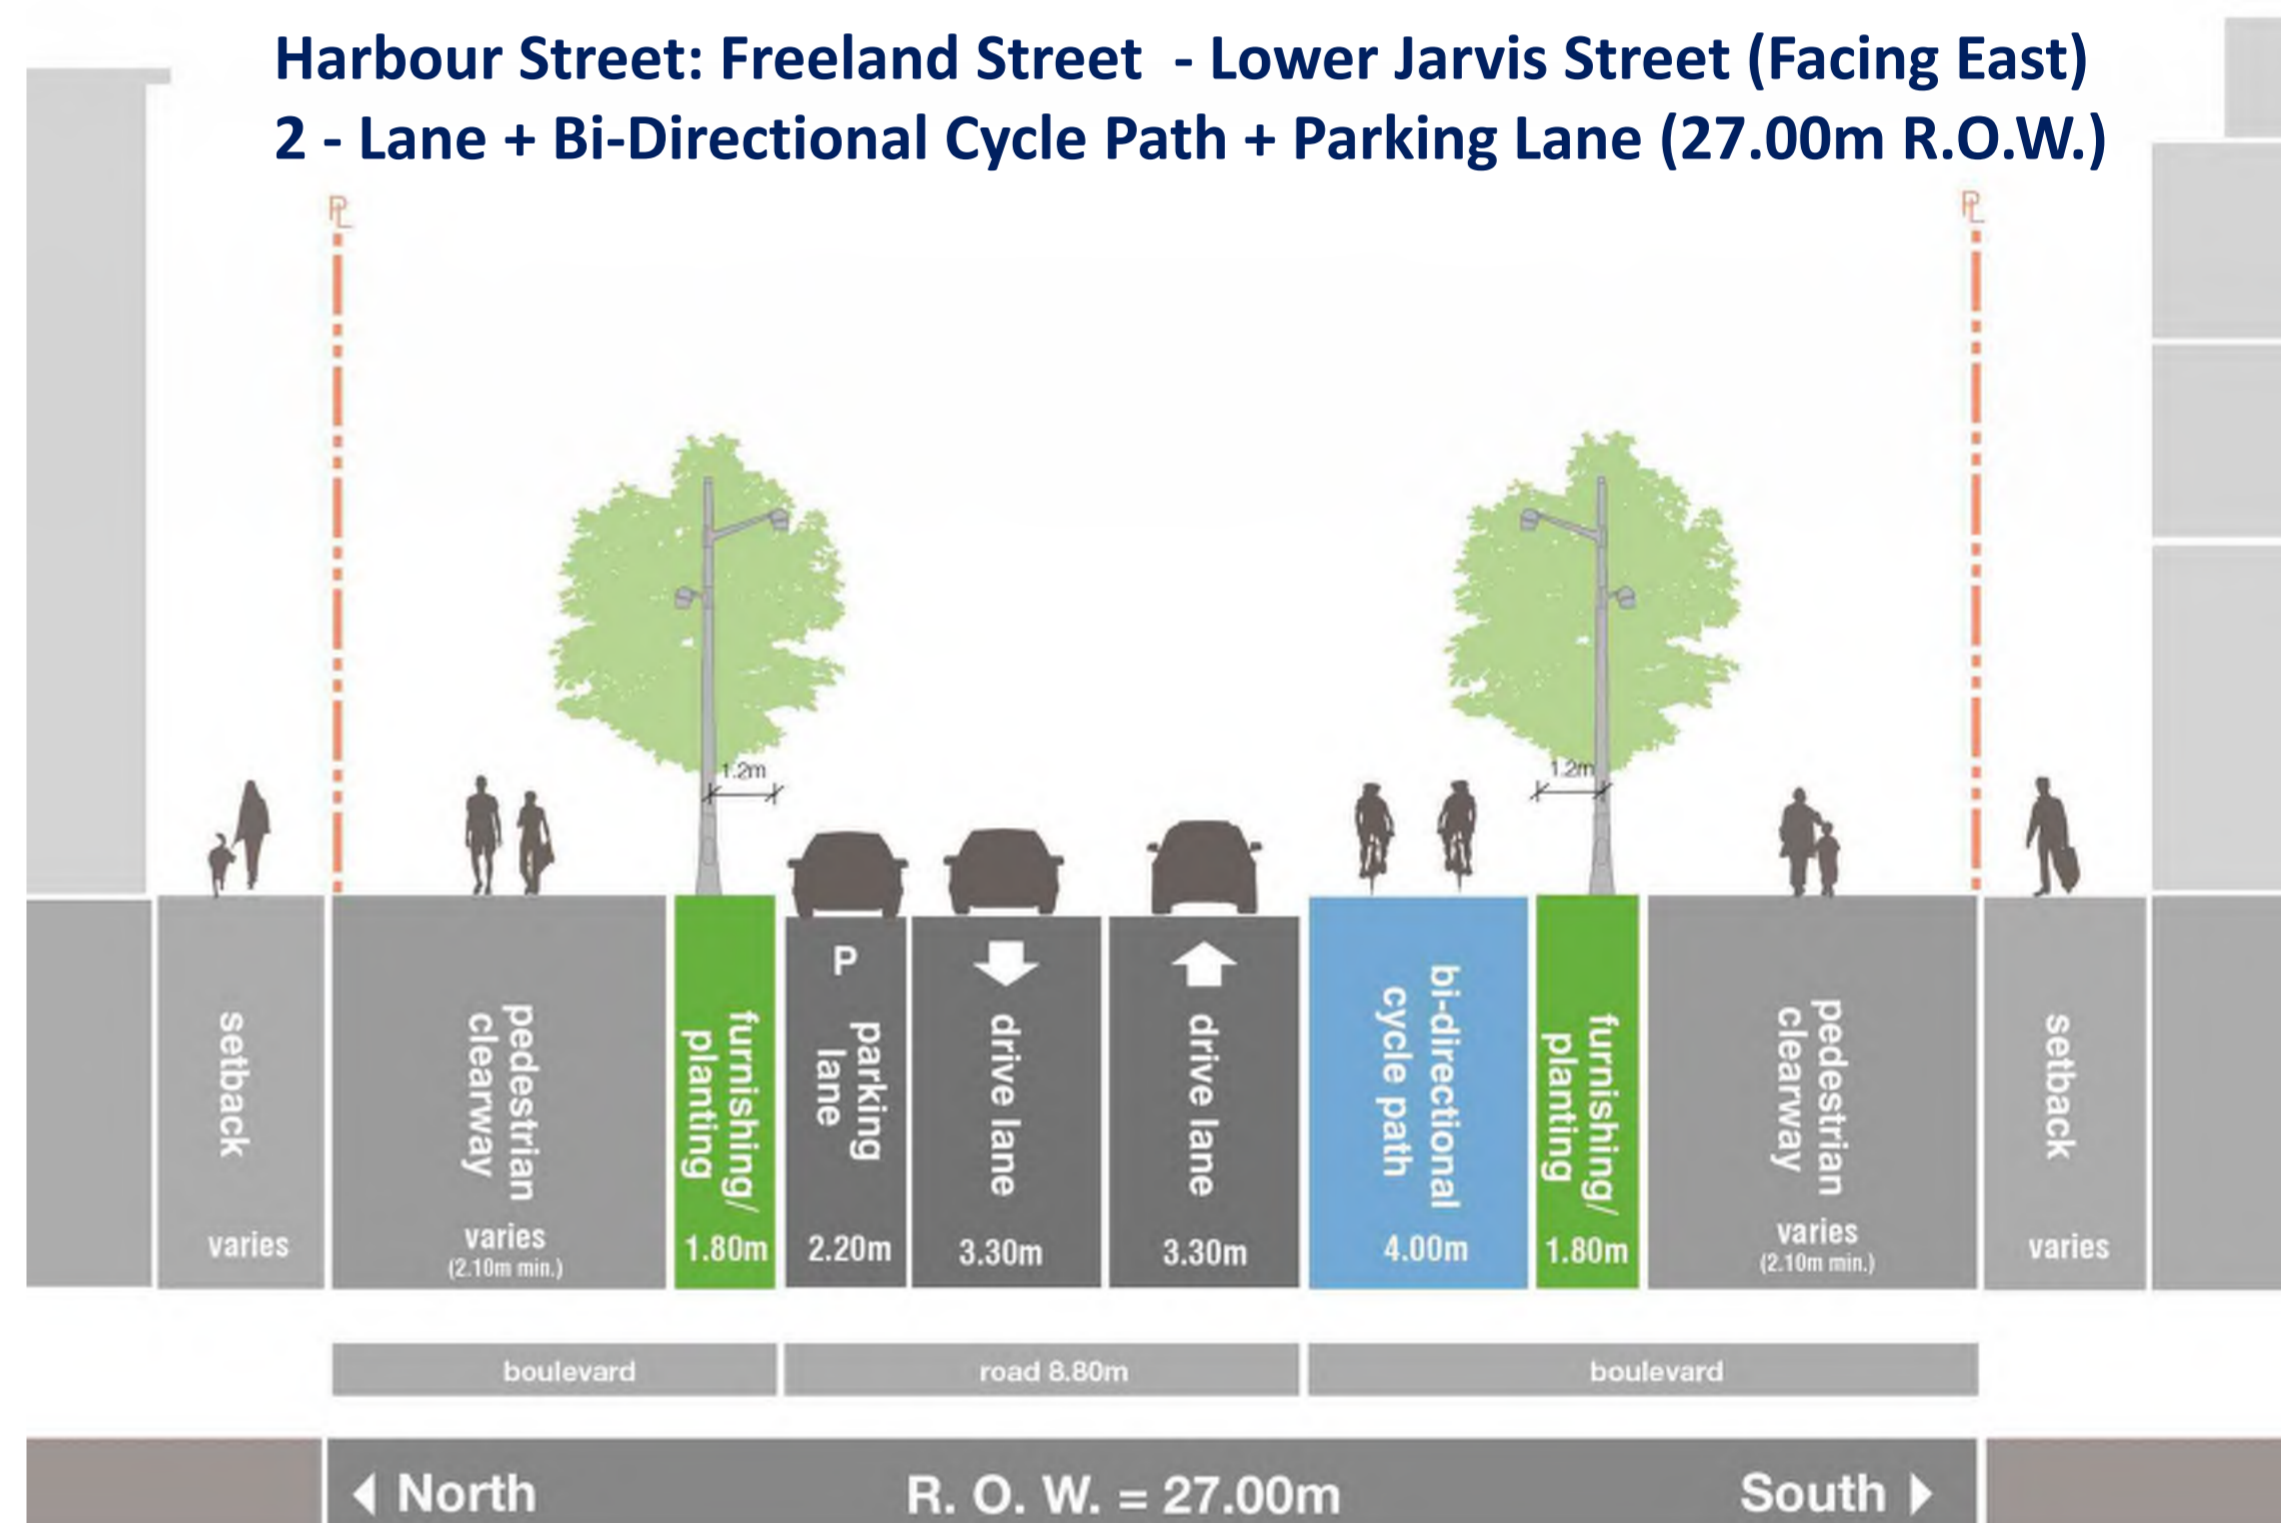 Harbour Street: Freeland Street - Lower Jarvis Street (Facing East)
2 - Lane + Bi-Directional Cycle Path + Parking Lane (27.00m R.O.W.)
PL
PL
1.2m
1.2m
setback
varies
pedestrian
clearway
varies
(2.10m min.)
furnishing/
planting
1.80m
P
parking
lane
2.20m
drive lane
3.30m
drive lane
3.30m
bi-directional
cycle path
4.00m
furnishing/
planting
1.80m
pedestrian
clearway
varies
(2.10m min.)
setback
varies
boulevard
road 8.80m
boulevard
North
R. O. W. = 27.00m
South